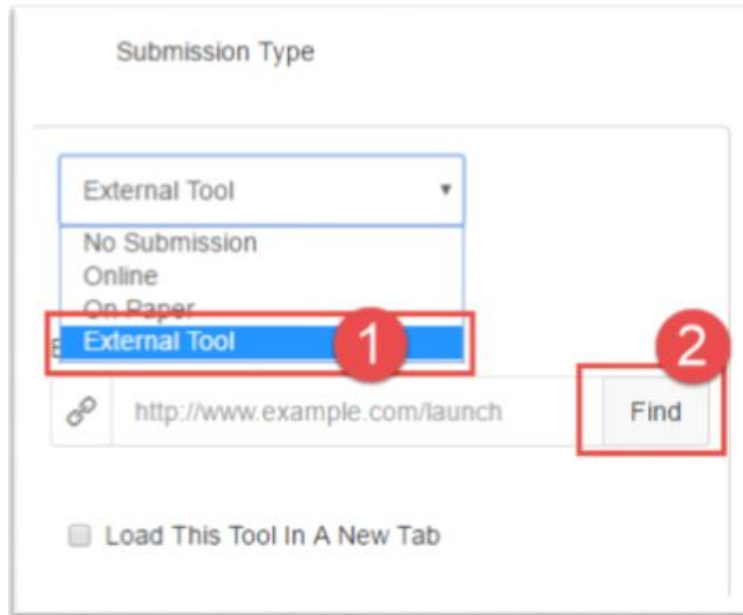 Submission Type
External Tool
No Submission
Online
On Paper
External Tool
1
2
http://www.example.com/launch
Find
Load This Tool In A New Tab